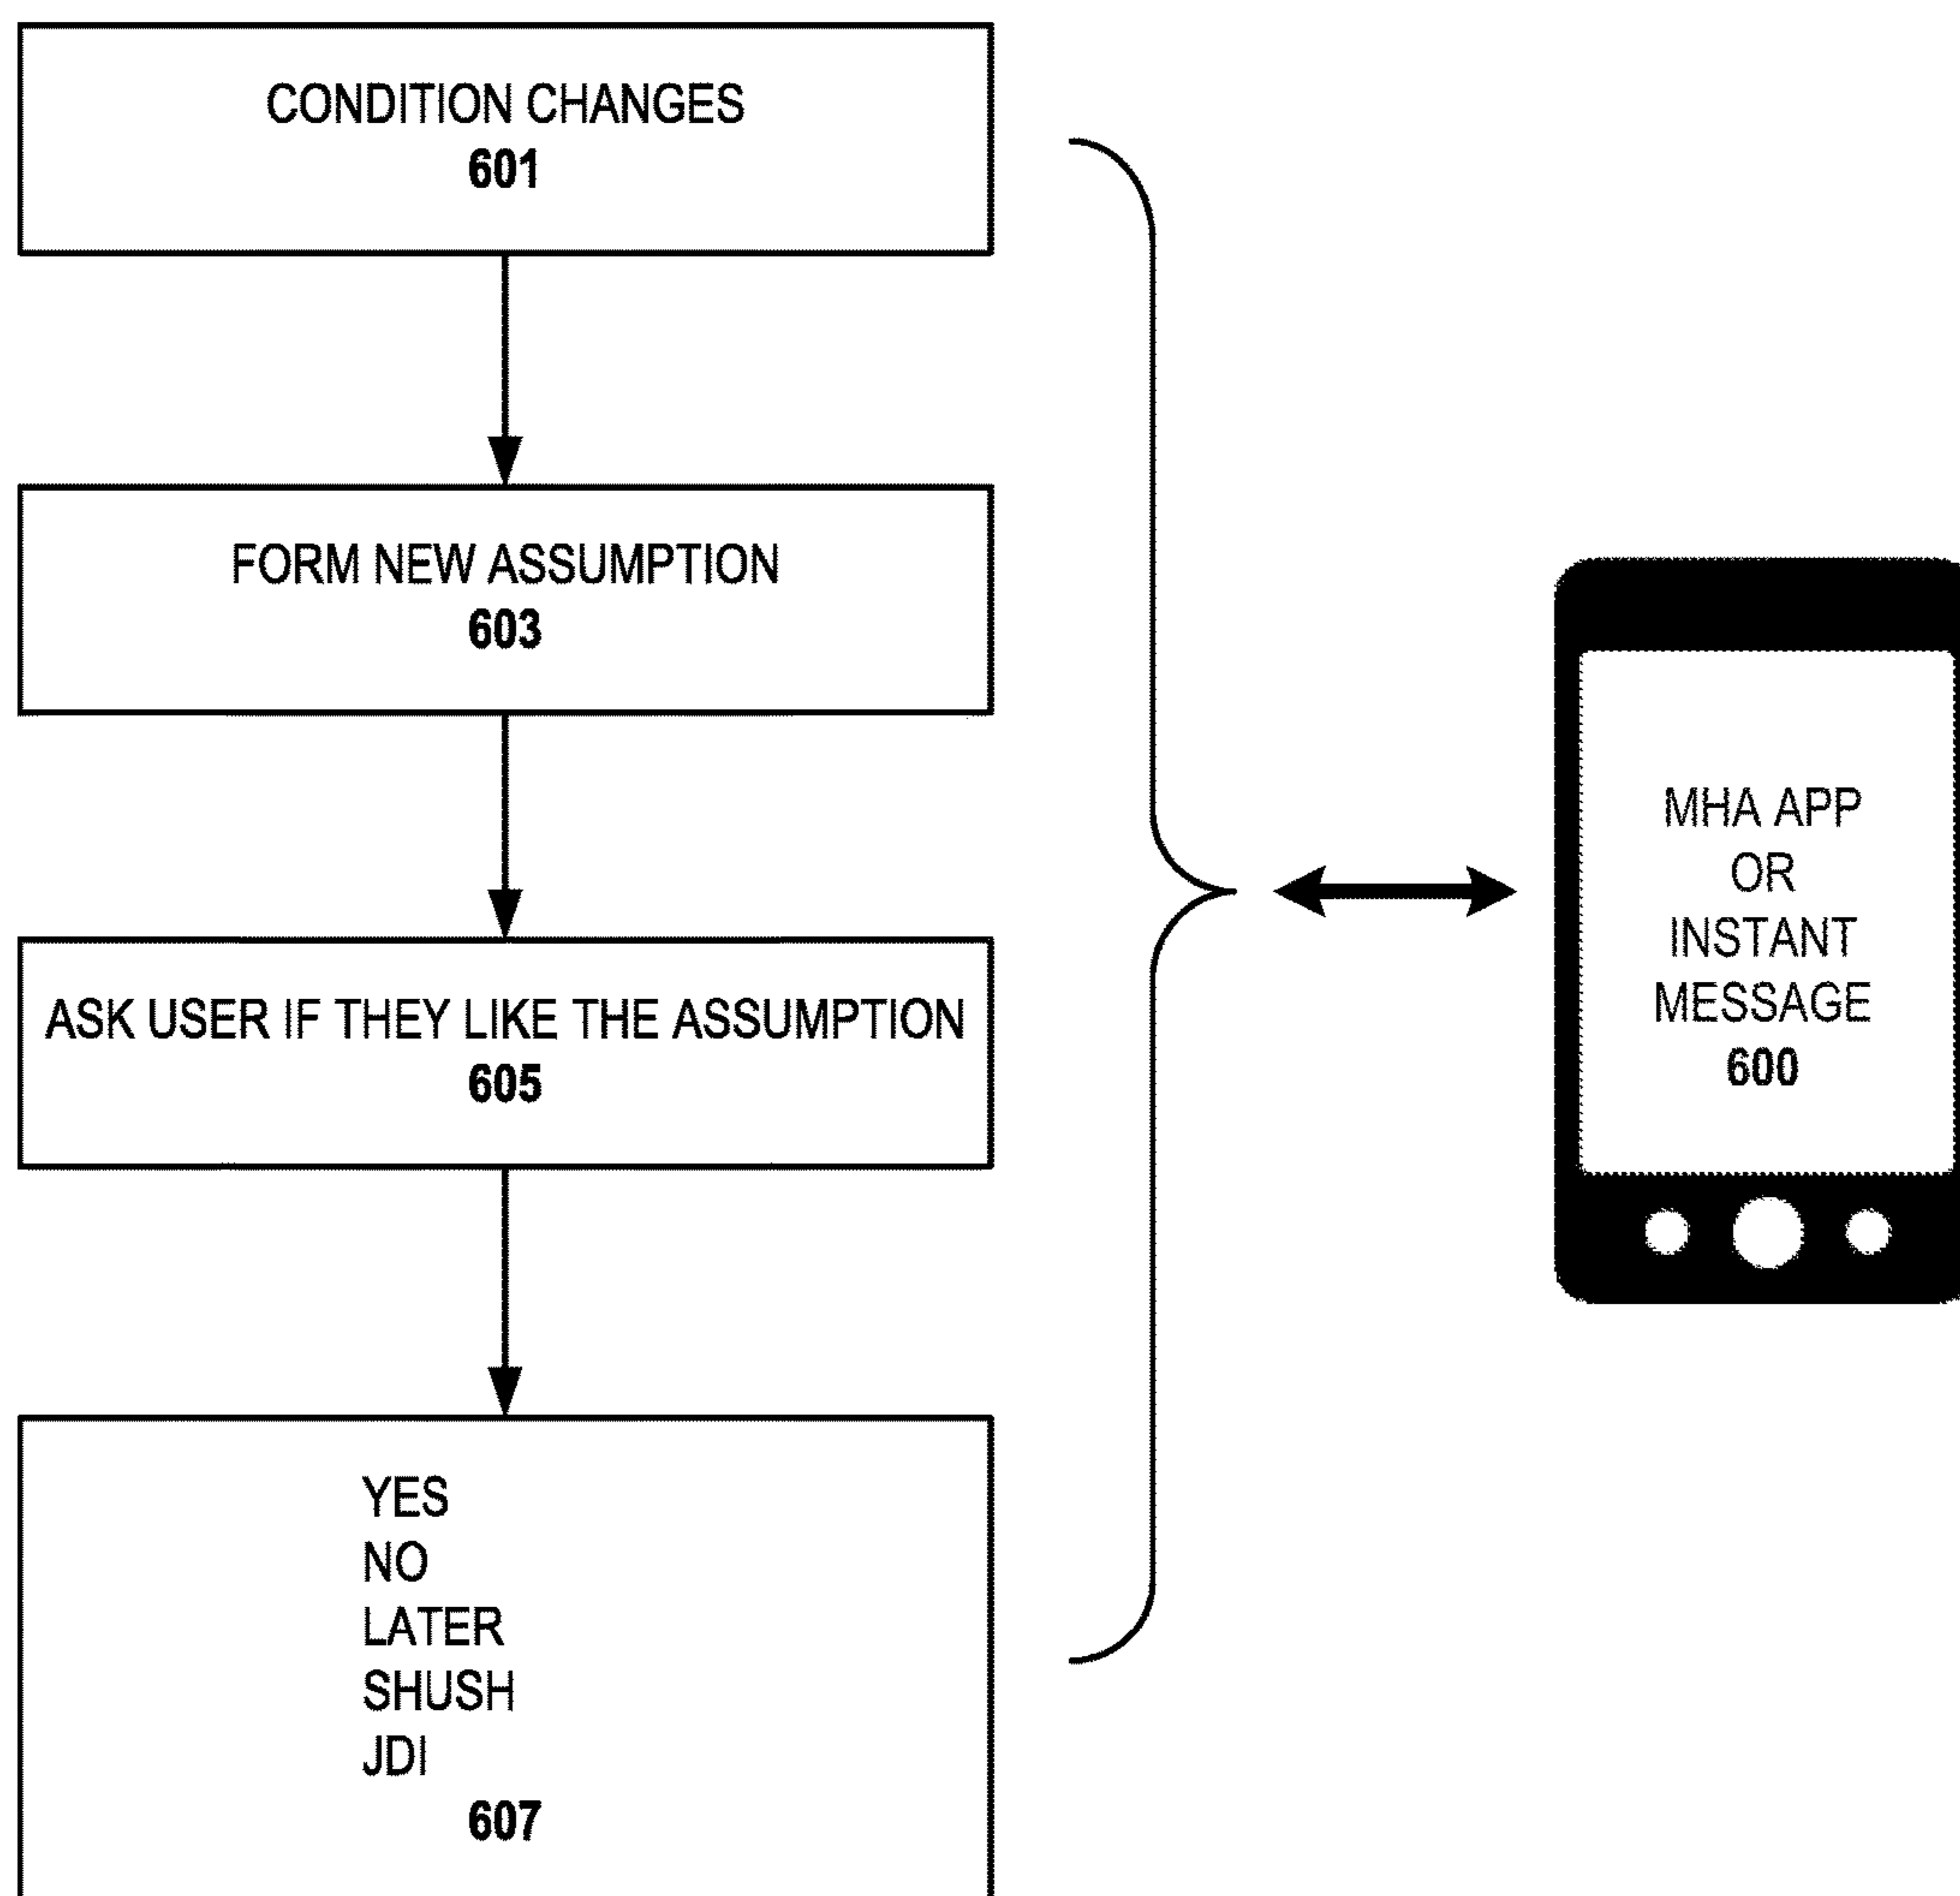 CONDITION CHANGES
601
FORM NEW ASSUMPTION
603
ASK USER IF THEY LIKE THE ASSUMPTION
605
YES
NO
LATER
SHUSH
JDI
607
MHA APP
OR
INSTANT
MESSAGE
600